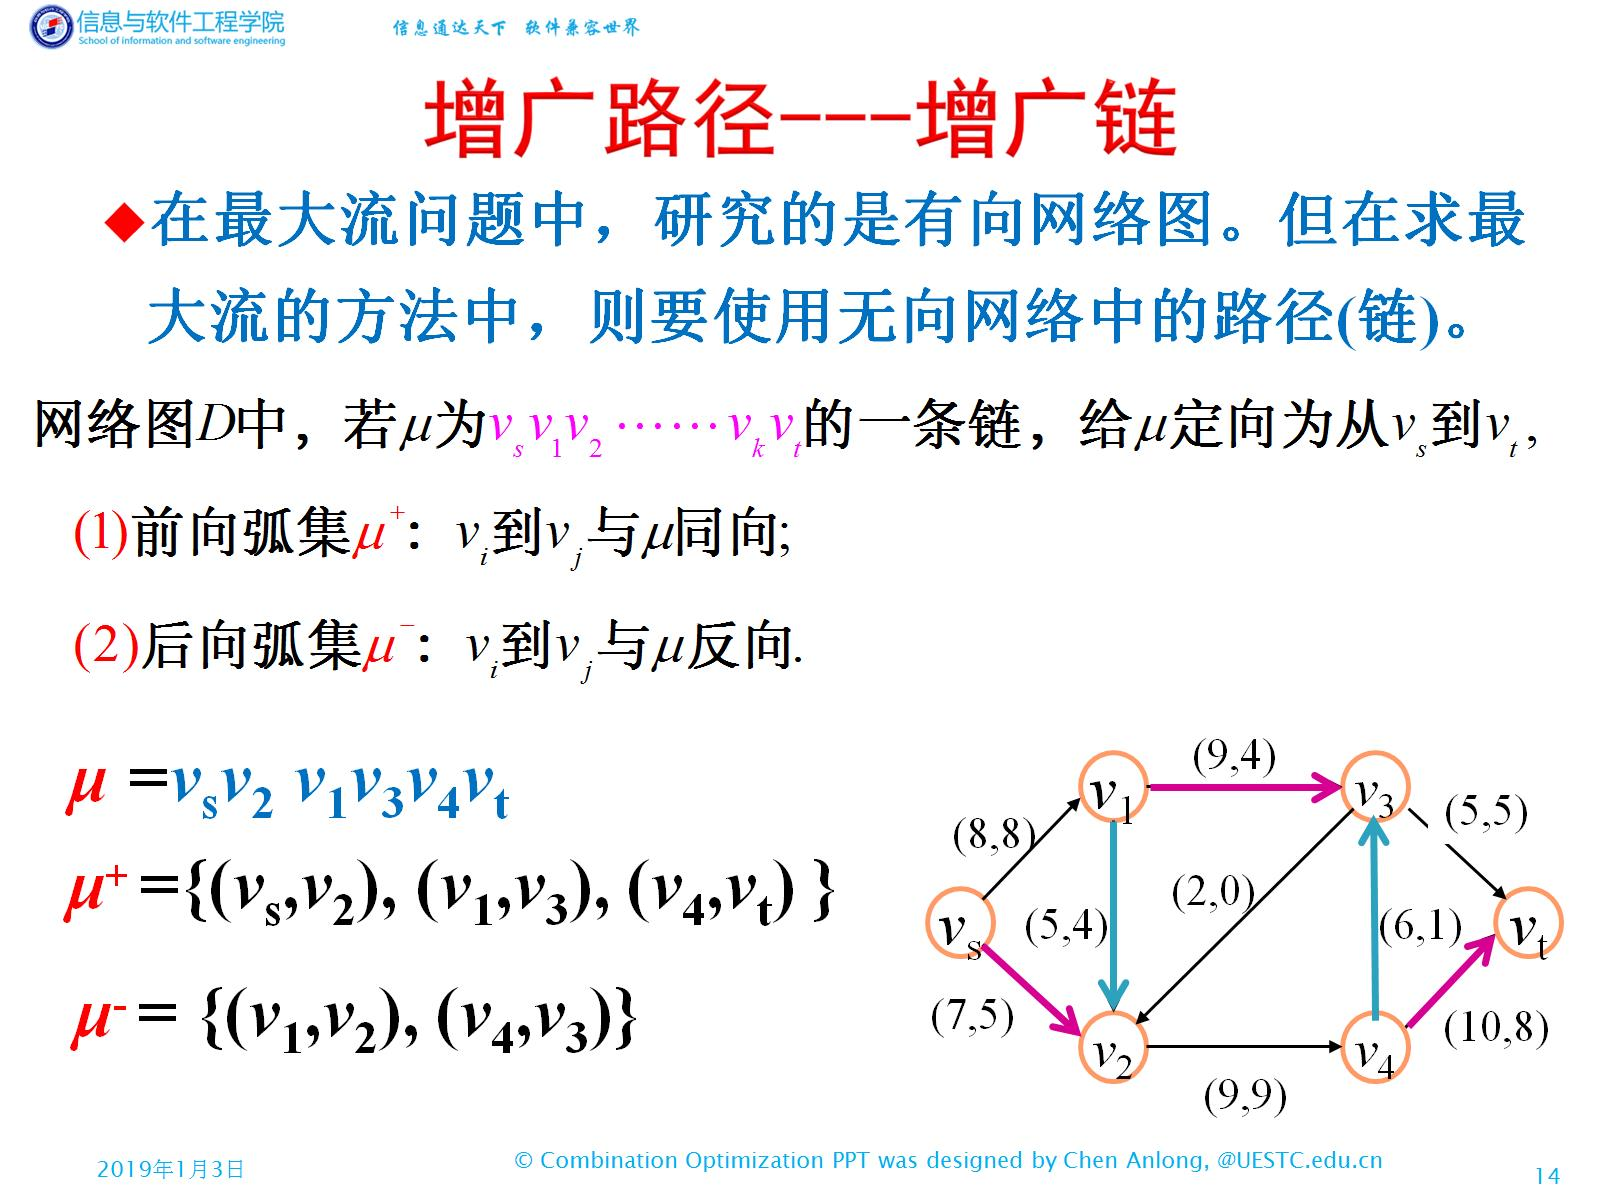 信息与软件工程学院
School of information and software engineering
信息通达天下 软件兼容世界
增广路径---增广链
◆在最大流问题中，研究的是有向网络图。但在求最
大流的方法中，则要使用无向网络中的路径(链)。
网络图D中，若μ为vₛv₁v₂⋯⋯vₖvₜ的一条链，给μ定向为从vₛ到vₜ,
(1)前向弧集μ⁺：vᵢ到vⱼ与μ同向;
(2)后向弧集μ⁻：vᵢ到vⱼ与μ反向.
μ =vₛv₂ v₁v₃v₄vₜ
μ⁺ ={(vₛ,v₂), (v₁,v₃), (v₄,vₜ) }
μ⁻ = {(v₁,v₂), (v₄,v₃)}
(9,4)
v₁
v₃
(5,5)
(8,8)
(2,0)
vₛ
(5,4)
(6,1)
vₜ
(7,5)
(10,8)
v₂
v₄
(9,9)
2019年1月3日
© Combination Optimization PPT was designed by Chen Anlong, @UESTC.edu.cn
14